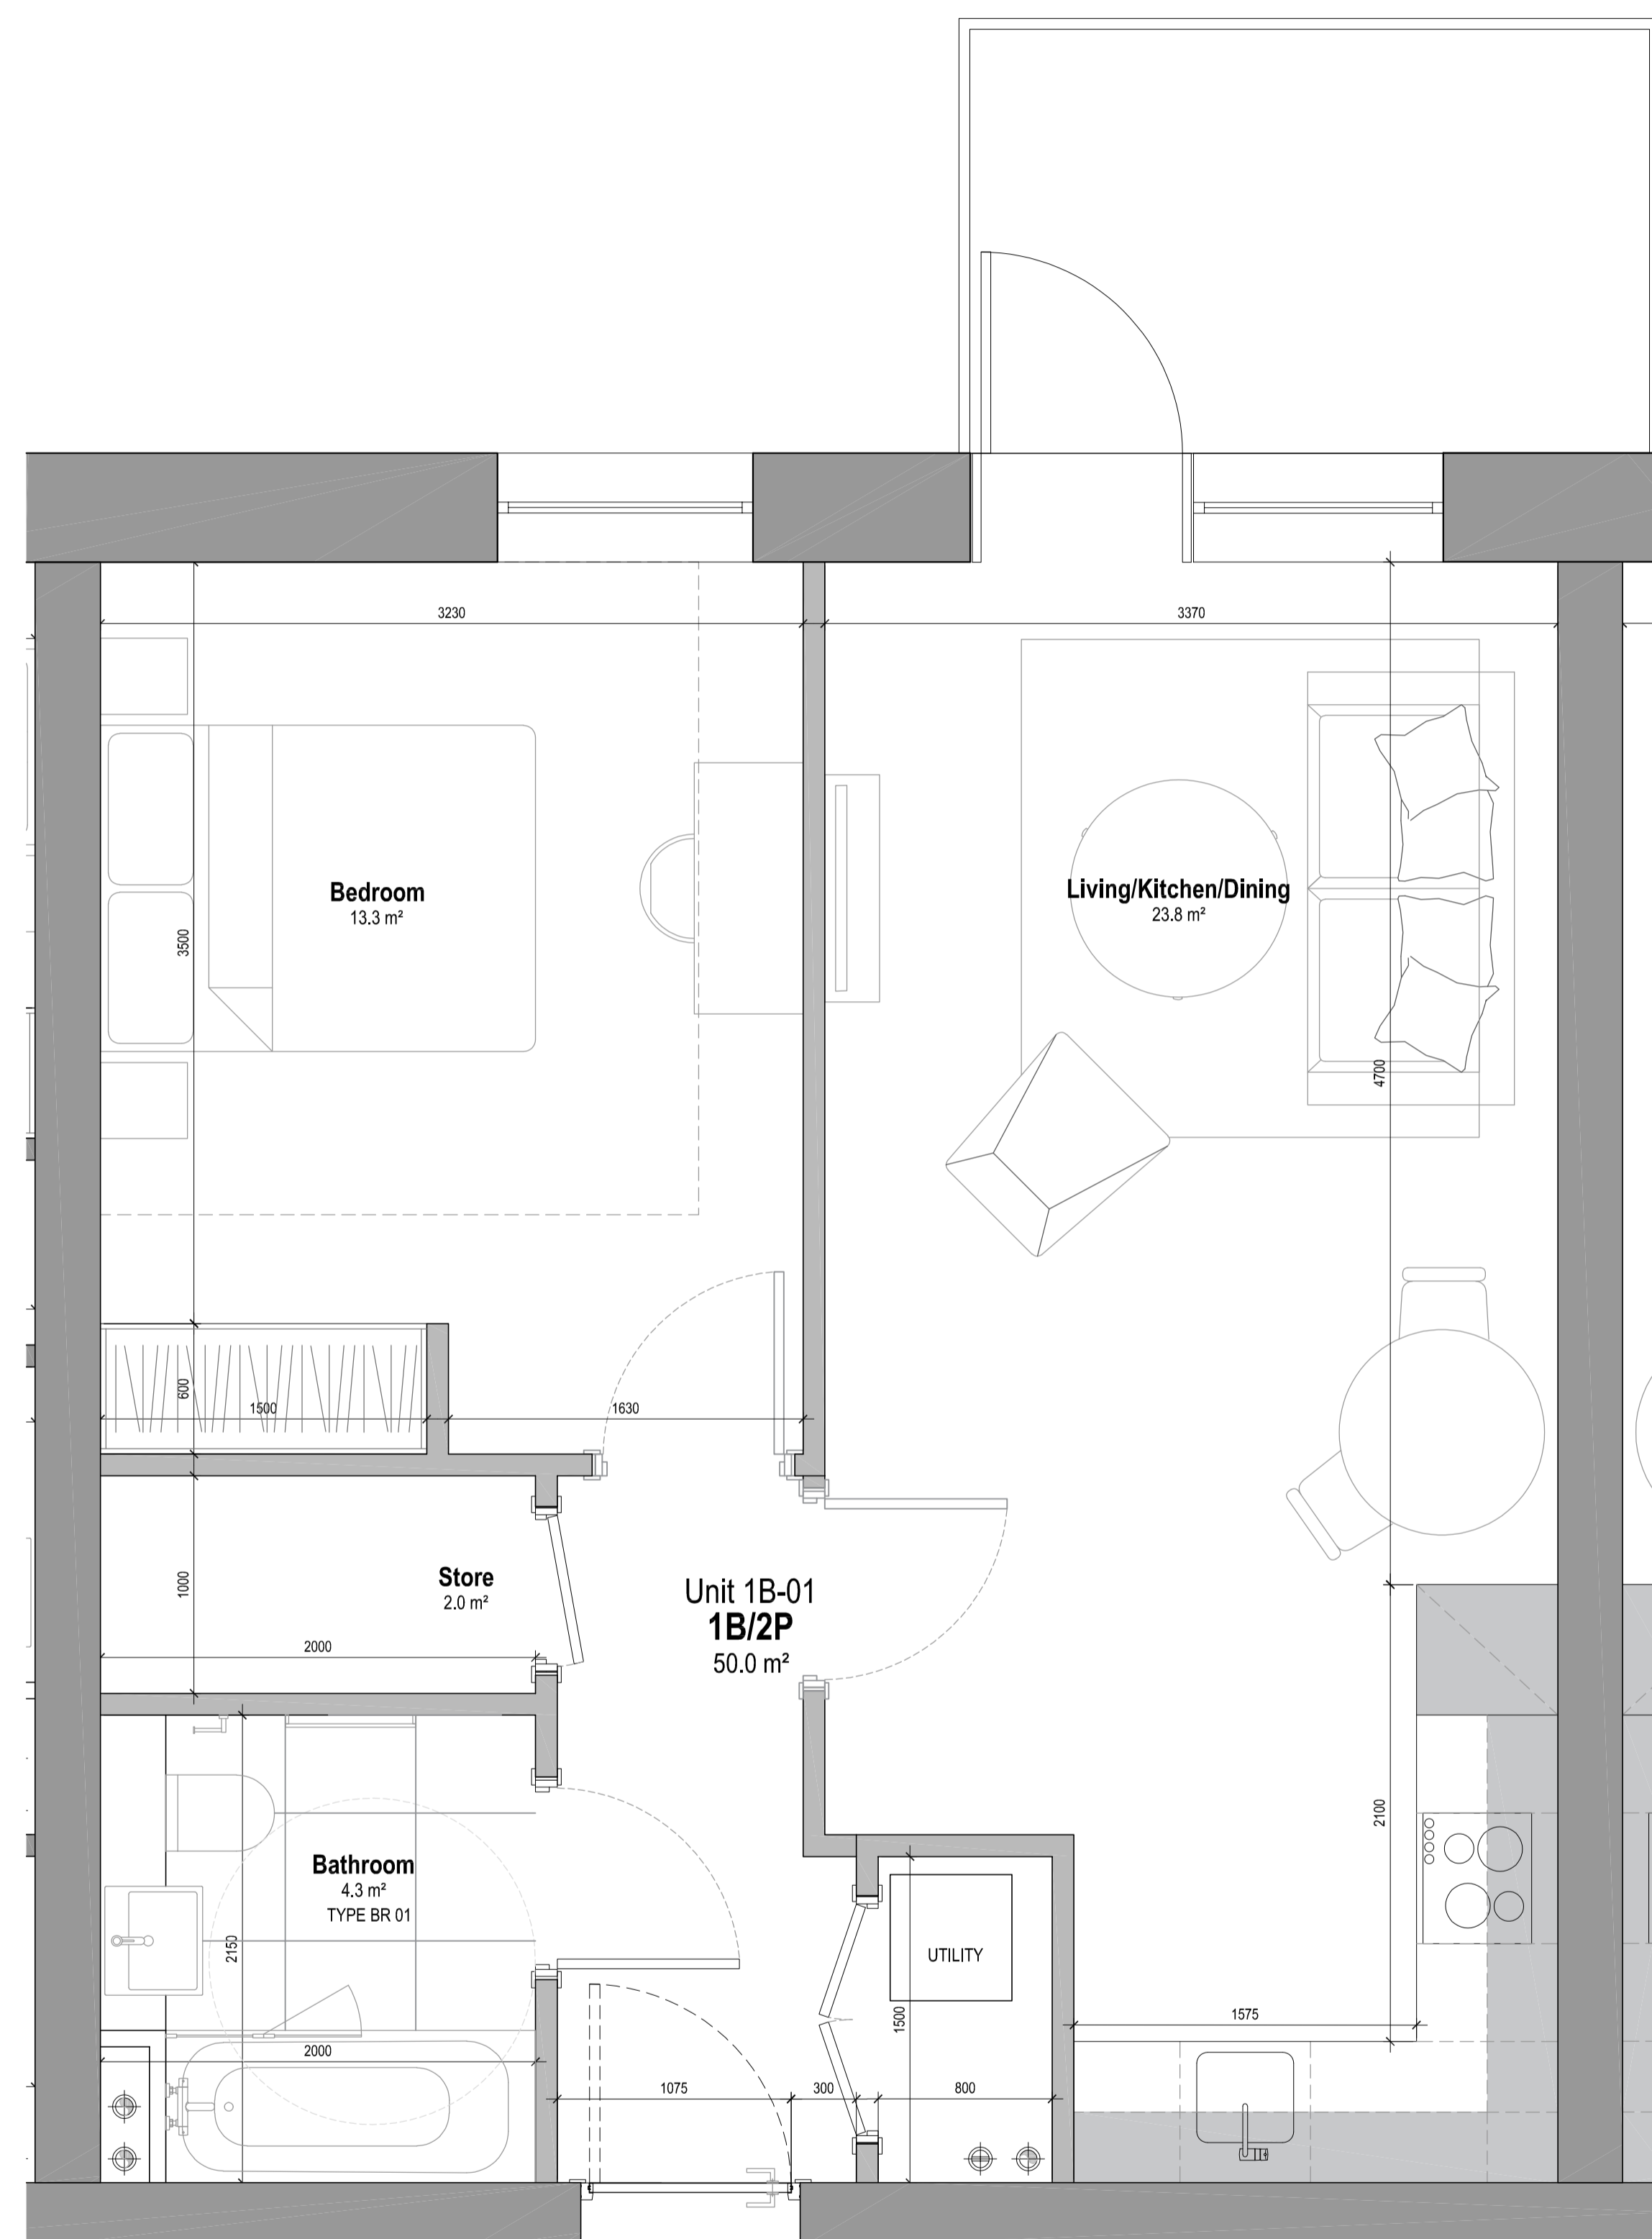 3230
3370
Bedroom
13.3 m²
3500
Living/Kitchen/Dining
23.8 m²
4700
600
1500
1630
1000
Store
2.0 m²
2000
Unit 1B-01
1B/2P
50.0 m²
2100
Bathroom
4.3 m²
TYPE BR 01
2150
UTILITY
1500
1575
2000
1075
300
800